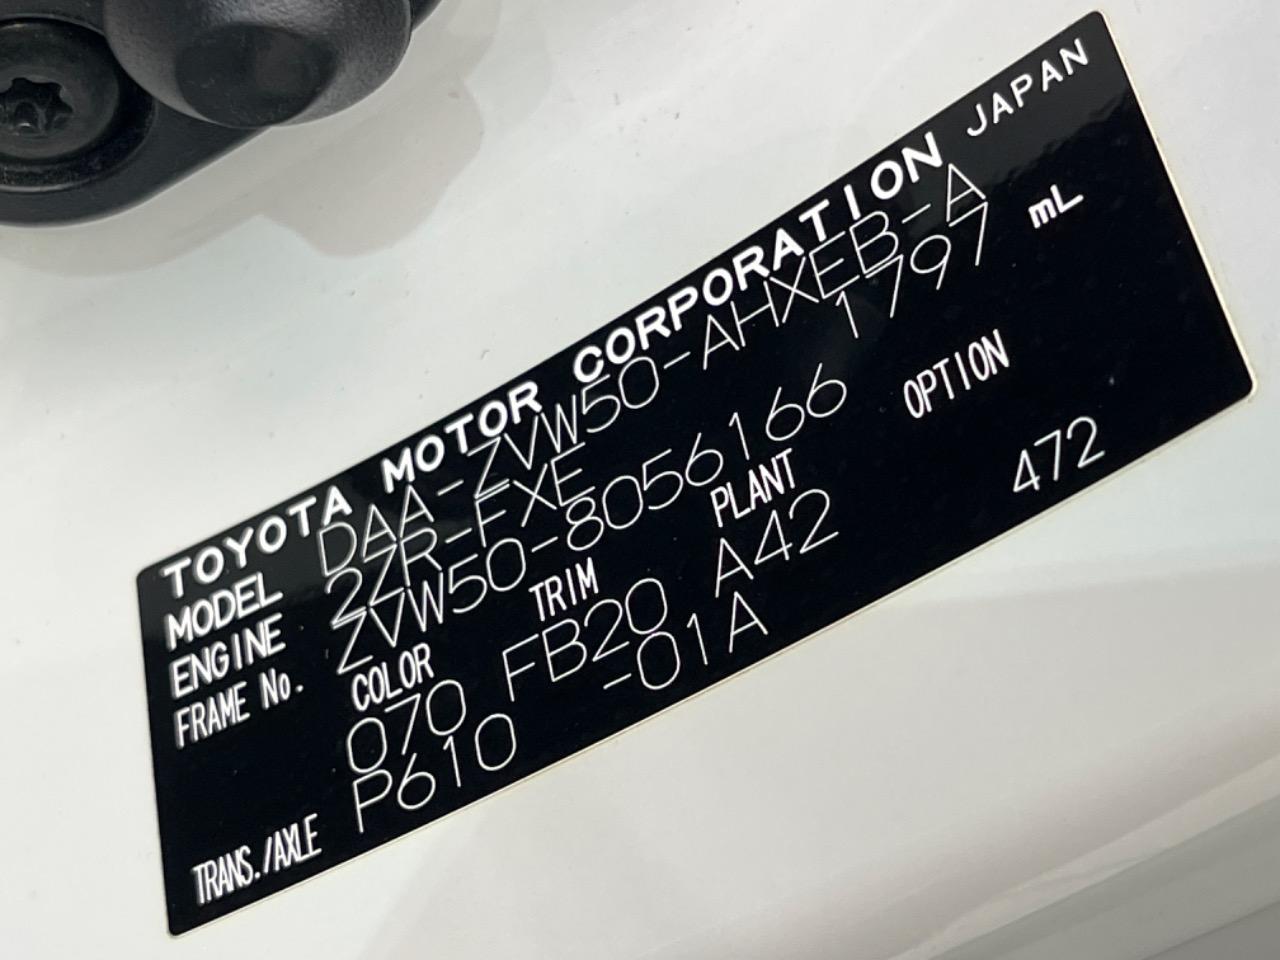 TOYOTA MOTOR CORPORATION JAPAN
MODEL DAA-ZVW50-AHXEB-A
ENGINE 2ZR-FXE 1797 mL
FRAME No. ZVW50-8056166
COLOR TRIM PLANT OPTION
070 FB20 A42 472
TRANS./AXLE P610 -01A